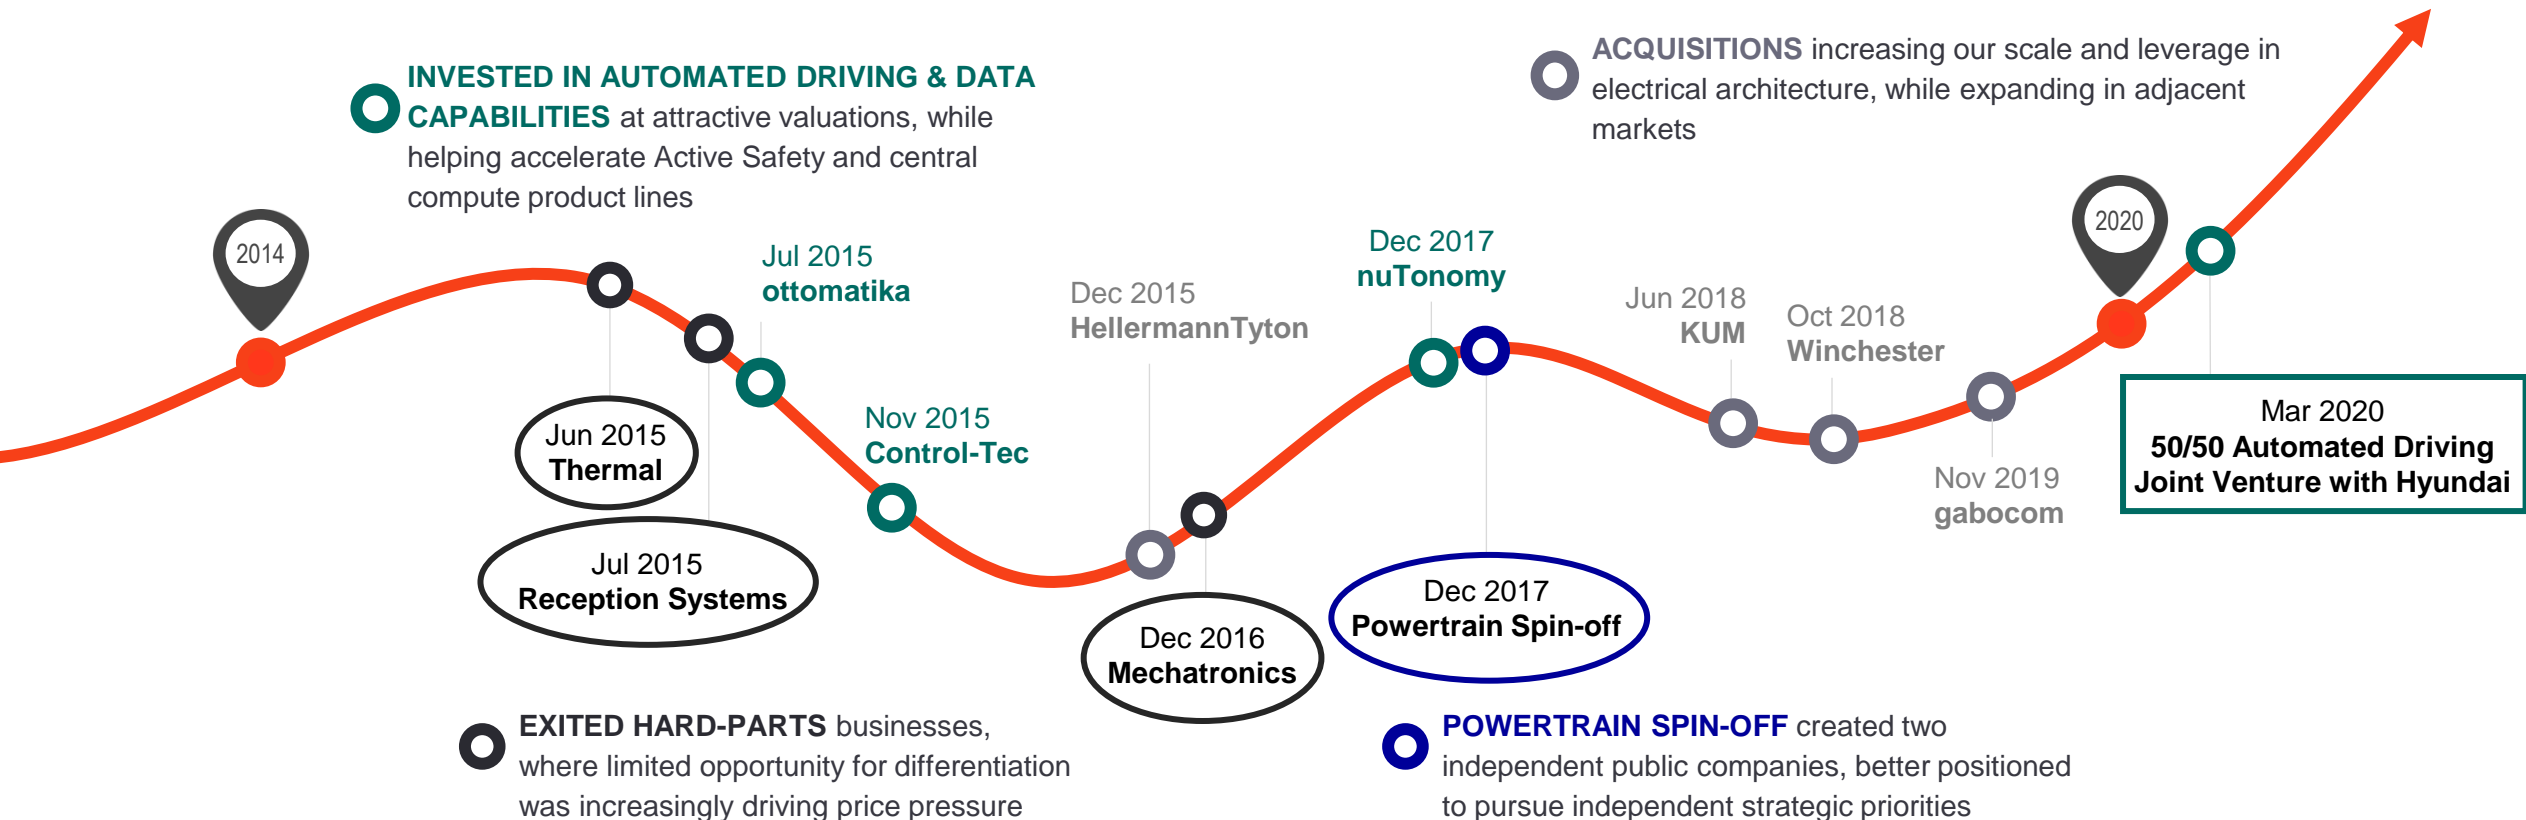 INVESTED IN AUTOMATED DRIVING & DATA
CAPABILITIES at attractive valuations, while
helping accelerate Active Safety and central
compute product lines
ACQUISITIONS increasing our scale and leverage in
electrical architecture, while expanding in adjacent
markets
2014
Jun 2015
Thermal
Jul 2015
Reception Systems
Jul 2015
ottomatika
Nov 2015
Control-Tec
Dec 2015
HellermannTyton
Dec 2016
Mechatronics
Dec 2017
nuTonomy
Dec 2017
Powertrain Spin-off
Jun 2018
KUM
Oct 2018
Winchester
Nov 2019
gabocom
2020
Mar 2020
50/50 Automated Driving
Joint Venture with Hyundai
EXITED HARD-PARTS businesses,
where limited opportunity for differentiation
was increasingly driving price pressure
POWERTRAIN SPIN-OFF created two
independent public companies, better positioned
to pursue independent strategic priorities